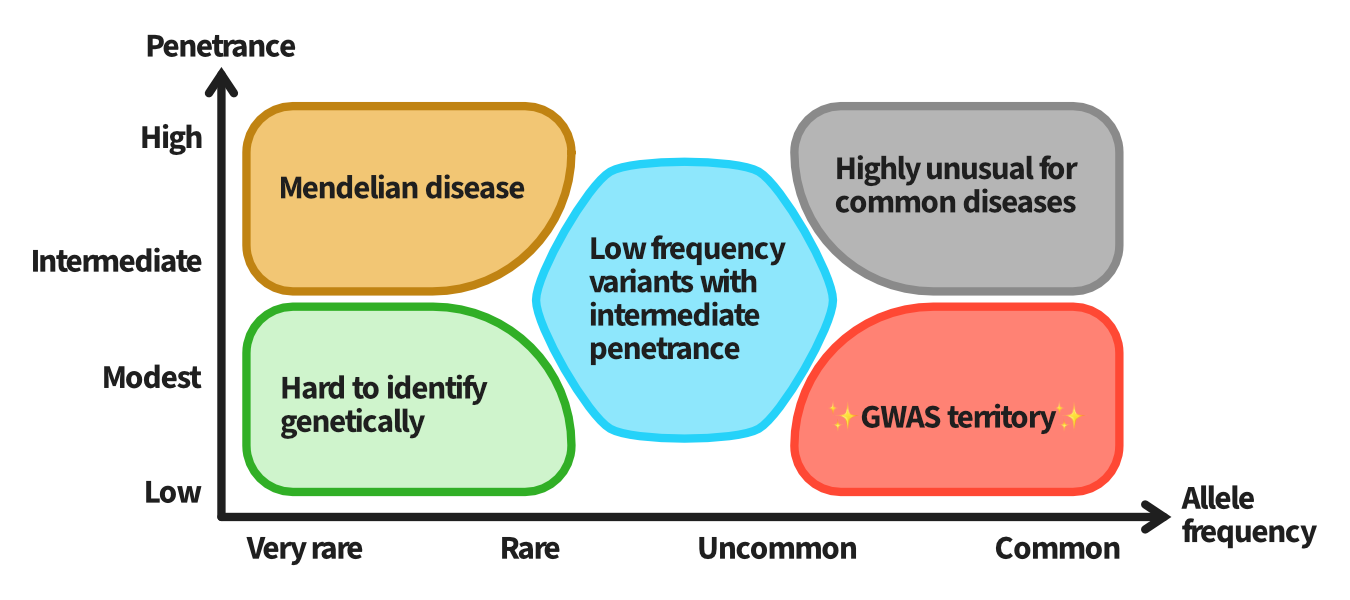 Penetrance
High
Intermediate
Modest
Low
Mendelian disease
Highly unusual for
common diseases
Low frequency
variants with
intermediate
penetrance
Hard to identify
genetically
✨GWAS territory✨
Very rare
Rare
Uncommon
Common
Allele
frequency